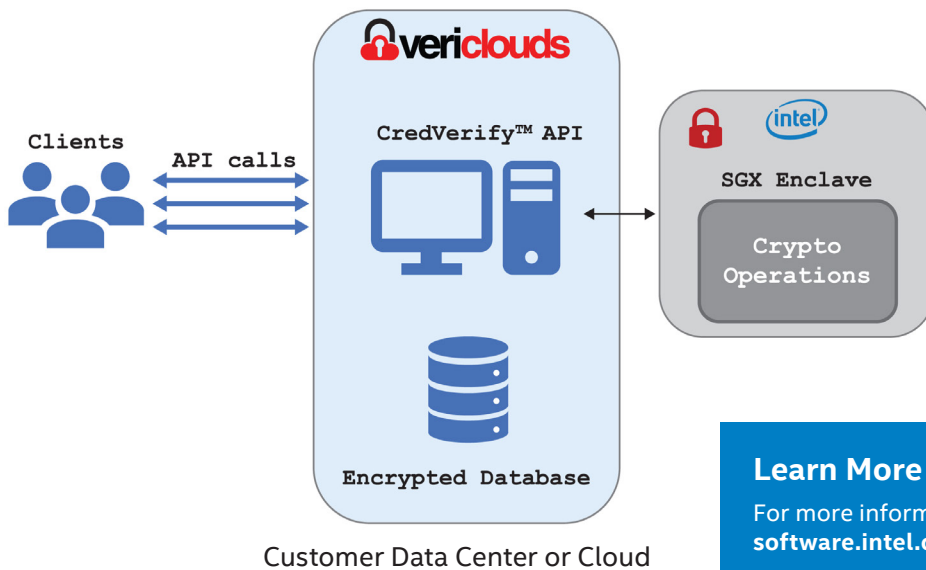 vericlouds
Clients
API calls
CredVerify™ API
intel
SGX Enclave
Crypto
Operations
Encrypted Database
Customer Data Center or Cloud
Learn More
For more inform
software.intel.c